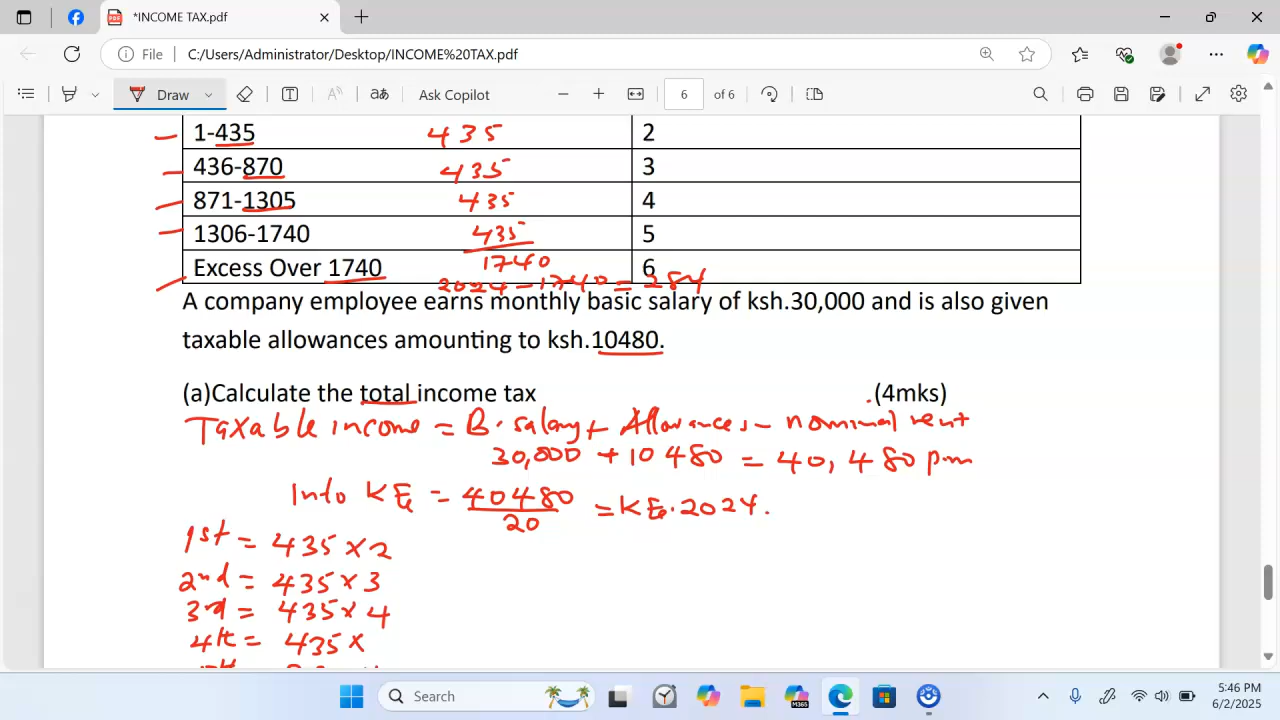 *INCOME TAX.pdf
File C:/Users/Administrator/Desktop/INCOME%20TAX.pdf
Draw Ask Copilot 6 of 6
1-435 435 2
436-870 435 3
871-1305 435 4
1306-1740 435 5
1740
Excess Over 1740 6
2024 - 1740 = 284
A company employee earns monthly basic salary of ksh.30,000 and is also given
taxable allowances amounting to ksh.10480.
(a)Calculate the total income tax (4mks)
Taxable income = B. salary + Allowances - nominal rent
30,000 + 10480 = 40,480 pm
Into K£ = 40480
20 = K£.2024.
1st = 435 × 2
2nd = 435 × 3
3rd = 435 × 4
4th = 435 ×
Search
5:46 PM
6/2/2025